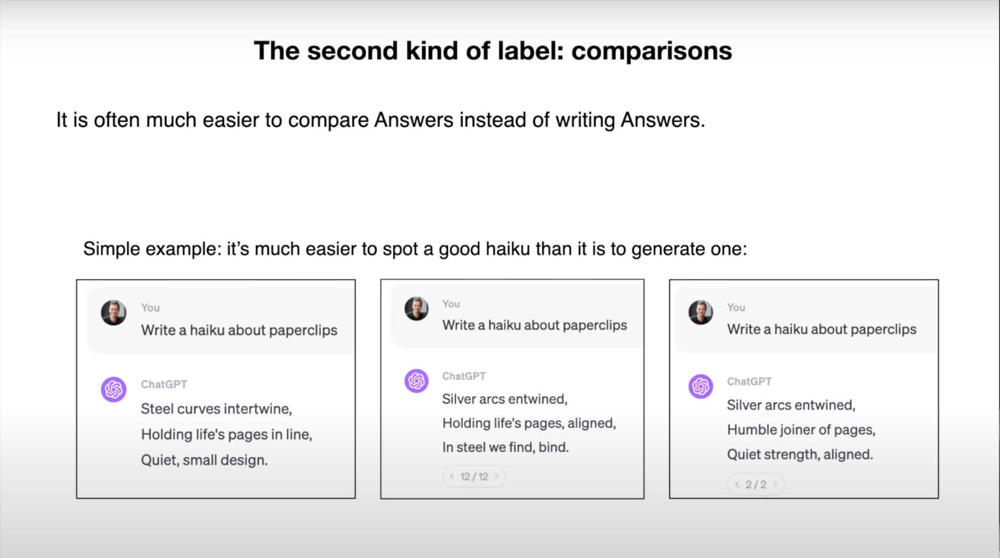 The second kind of label: comparisons
It is often much easier to compare Answers instead of writing Answers.
Simple example: it’s much easier to spot a good haiku than it is to generate one:
You
Write a haiku about paperclips
ChatGPT
Steel curves intertwine,
Holding life's pages in line,
Quiet, small design.
You
Write a haiku about paperclips
ChatGPT
Silver arcs entwined,
Holding life's pages, aligned,
In steel we find, bind.
< 12 / 12 >
You
Write a haiku about paperclips
ChatGPT
Silver arcs entwined,
Humble joiner of pages,
Quiet strength, aligned.
< 2 / 2 >